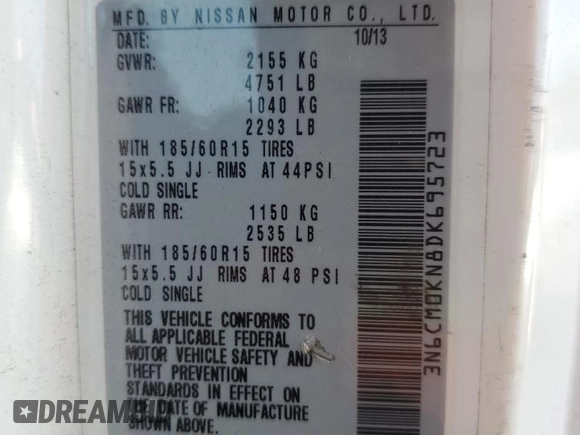 MFD. BY NISSAN MOTOR CO., LTD.
DATE: 10/13
GVWR: 2155 KG
4751 LB
GAWR FR: 1040 KG
2293 LB
WITH 185/60R15 TIRES
15x5.5 JJ RIMS AT 44PSI
COLD SINGLE
GAWR RR: 1150 KG
2535 LB
WITH 185/60R15 TIRES
15x5.5 JJ RIMS AT 48 PSI
COLD SINGLE
THIS VEHICLE CONFORMS TO
ALL APPLICABLE FEDERAL
MOTOR VEHICLE SAFETY AND
THEFT PREVENTION
STANDARDS IN EFFECT ON
THE DATE OF MANUFACTURE
SHOWN ABOVE.
3N6CM0KN8DK695723